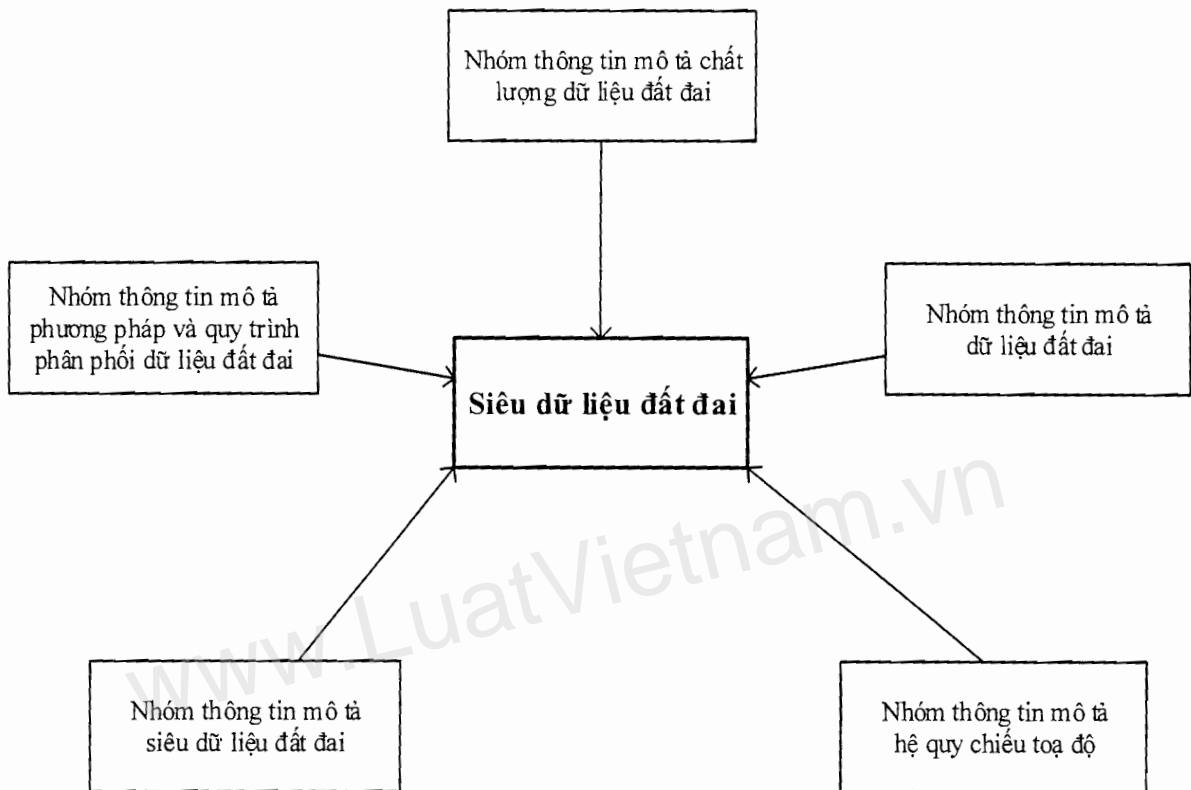 Nhóm thông tin mô tả chất
lượng dữ liệu đất đai
Nhóm thông tin mô tả
phương pháp và quy trình
phân phối dữ liệu đất đai
Nhóm thông tin mô tả
dữ liệu đất đai
Siêu dữ liệu đất đai
www.LuatVietnam.vn
Nhóm thông tin mô tả
siêu dữ liệu đất đai
Nhóm thông tin mô tả
hệ quy chiếu toạ độ